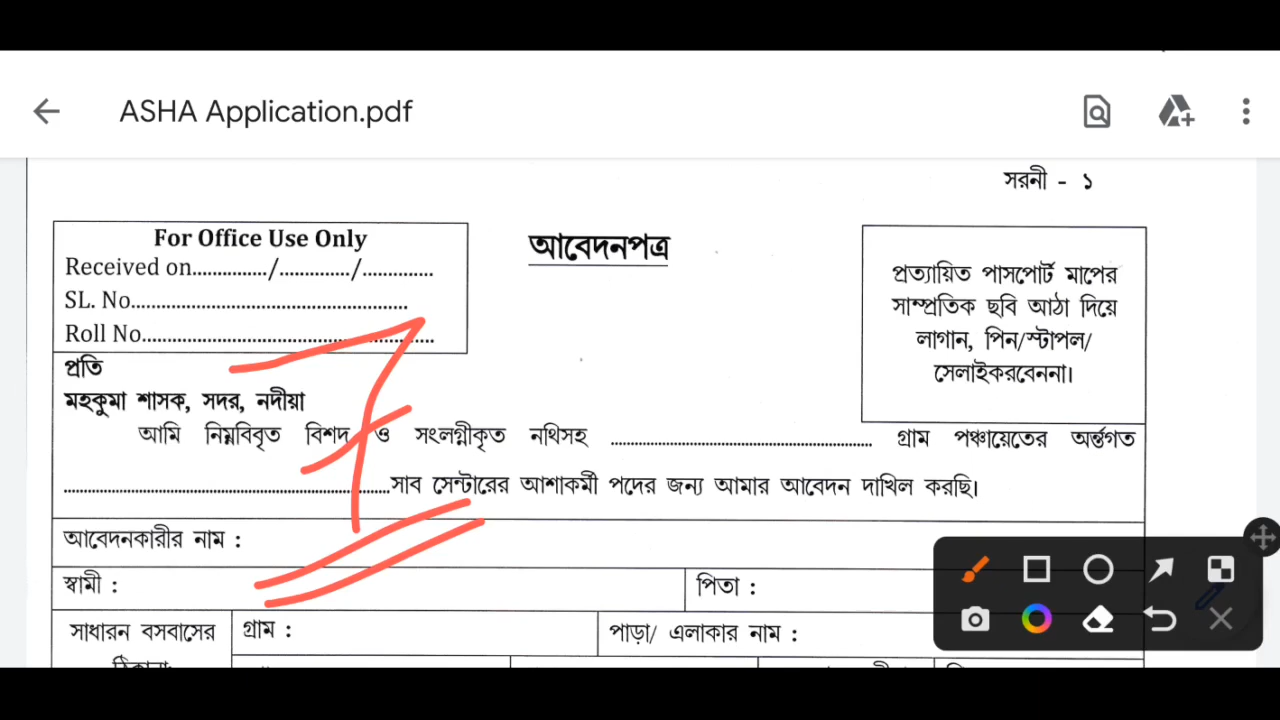 ASHA Application.pdf
সরনী - ১
For Office Use Only
Received on............../............./.............
SL. No.....................................................
Roll No........................................................
আবেদনপত্র
প্রত্যায়িত পাসপোর্ট মাপের
সাম্প্রতিক ছবি আঠা দিয়ে
লাগান, পিন/স্টাপল/
সেলাইকরবেননা।
প্রতি
মহকুমা শাসক, সদর, নদীয়া
আমি নিম্নবিবৃত বিশদ ও সংলগ্নীকৃত নথিসহ .................................................. গ্রাম পঞ্চায়েতের অর্ন্তগত
..............................................................সাব সেন্টারের আশাকর্মী পদের জন্য আমার আবেদন দাখিল করছি।
আবেদনকারীর নাম :
স্বামী :
পিতা :
সাধারন বসবাসের
গ্রাম :
পাড়া/ এলাকার নাম :
7